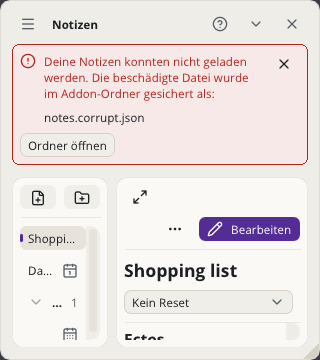 Notizen
Deine Notizen konnten nicht geladen
werden. Die beschädigte Datei wurde
im Addon-Ordner gesichert als:
notes.corrupt.json
Ordner öffnen
Shoppi...
Da...
... 1
Bearbeiten
Shopping list
Kein Reset